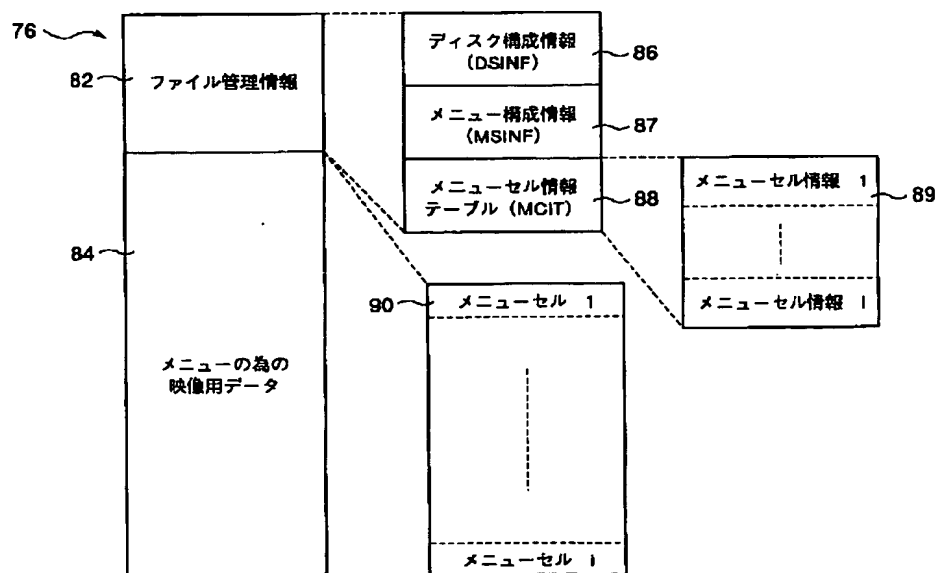 76
82
ファイル管理情報
84
メニューの為の
映像用データ
ディスク構成情報
(DSINF)
86
メニュー構成情報
(MSINF)
87
メニューセル情報
テーブル (MCIT)
88
メニューセル情報 1
89
メニューセル情報 i
90
メニューセル 1
メニューセル i